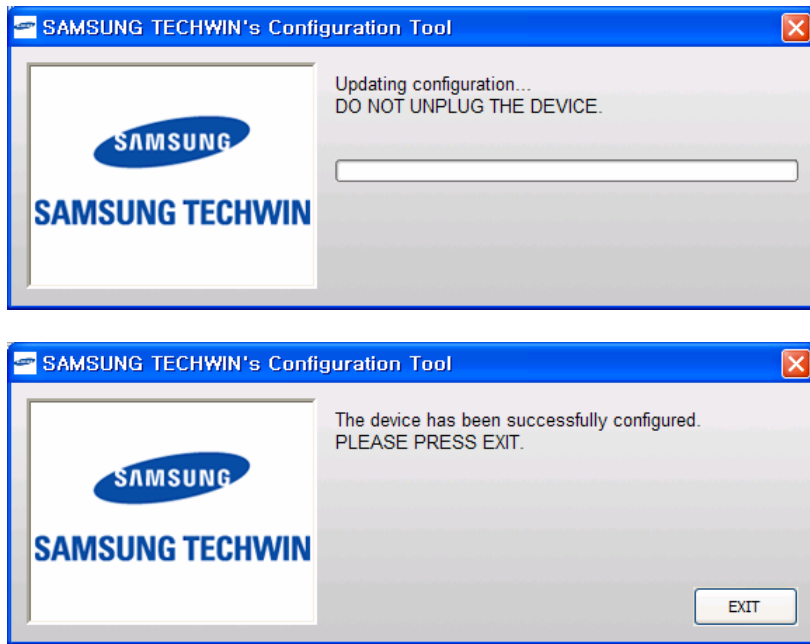 SAMSUNG TECHWIN's Configuration Tool
Updating configuration...
DO NOT UNPLUG THE DEVICE.
SAMSUNG
SAMSUNG TECHWIN
SAMSUNG TECHWIN's Configuration Tool
The device has been successfully configured.
PLEASE PRESS EXIT.
SAMSUNG
SAMSUNG TECHWIN
EXIT